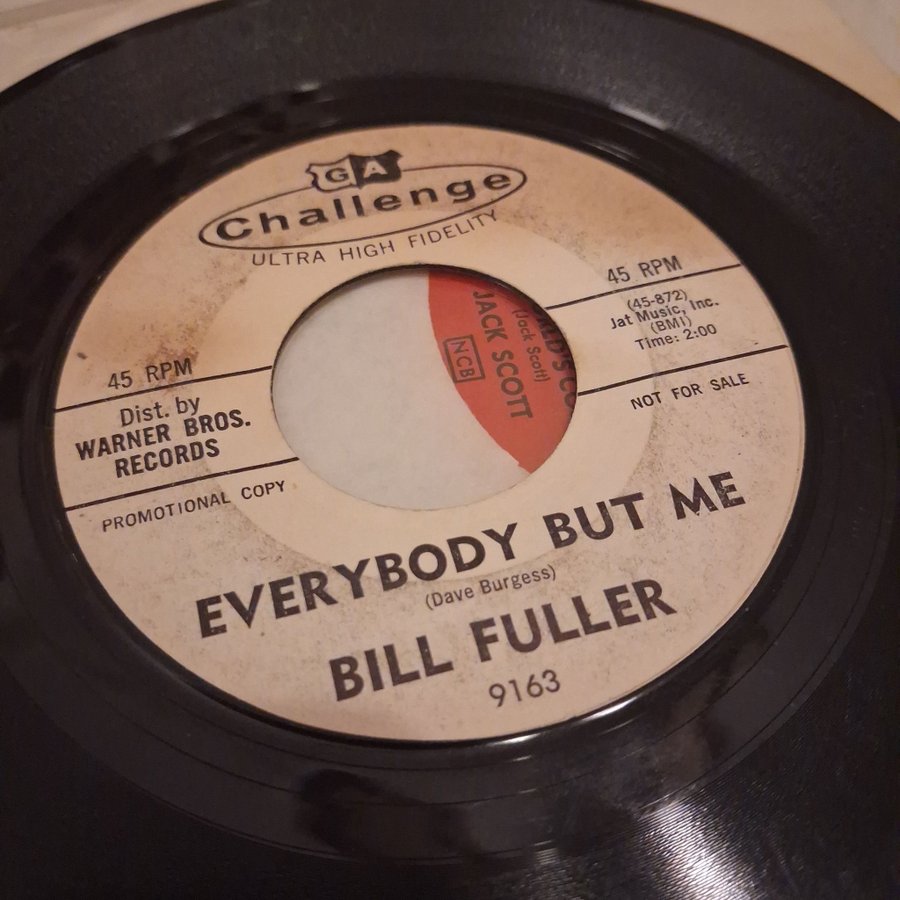 GA
Challenge
ULTRA HIGH FIDELITY
45 RPM
Dist. by
WARNER BROS.
RECORDS
PROMOTIONAL COPY
45 RPM
(45-872)
Jat Music, Inc.
(BMI)
Time: 2:00
NOT FOR SALE
(Jack Scott)
JACK SCOTT
NCB
EVERYBODY BUT ME
(Dave Burgess)
BILL FULLER
9163